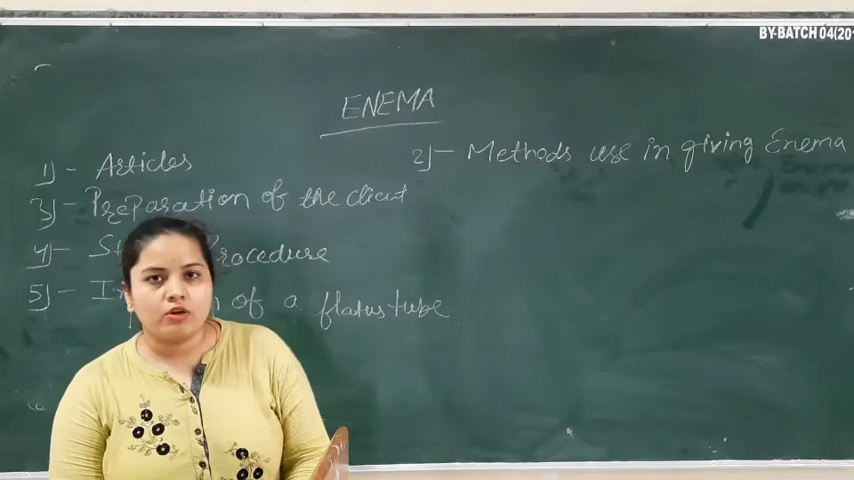 BY-BATCH 04(201
ENEMA
1) - Articles
2) - Methods use in giving Enema
3) - Preparation of the client
4) - Procedure
5) - of a flatus tube